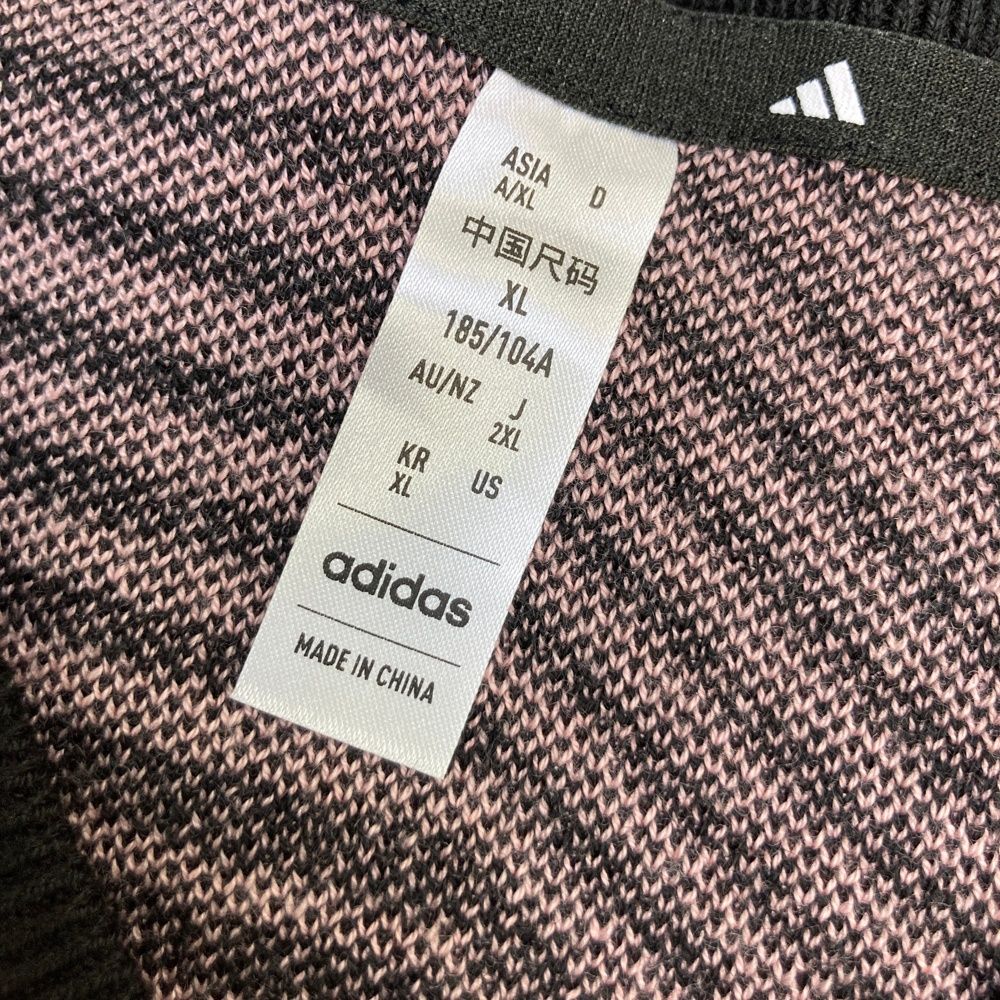 ASIA D
A/XL
中国尺码
XL
185/104A
AU/NZ J
2XL
KR US
XL
adidas
MADE IN CHINA